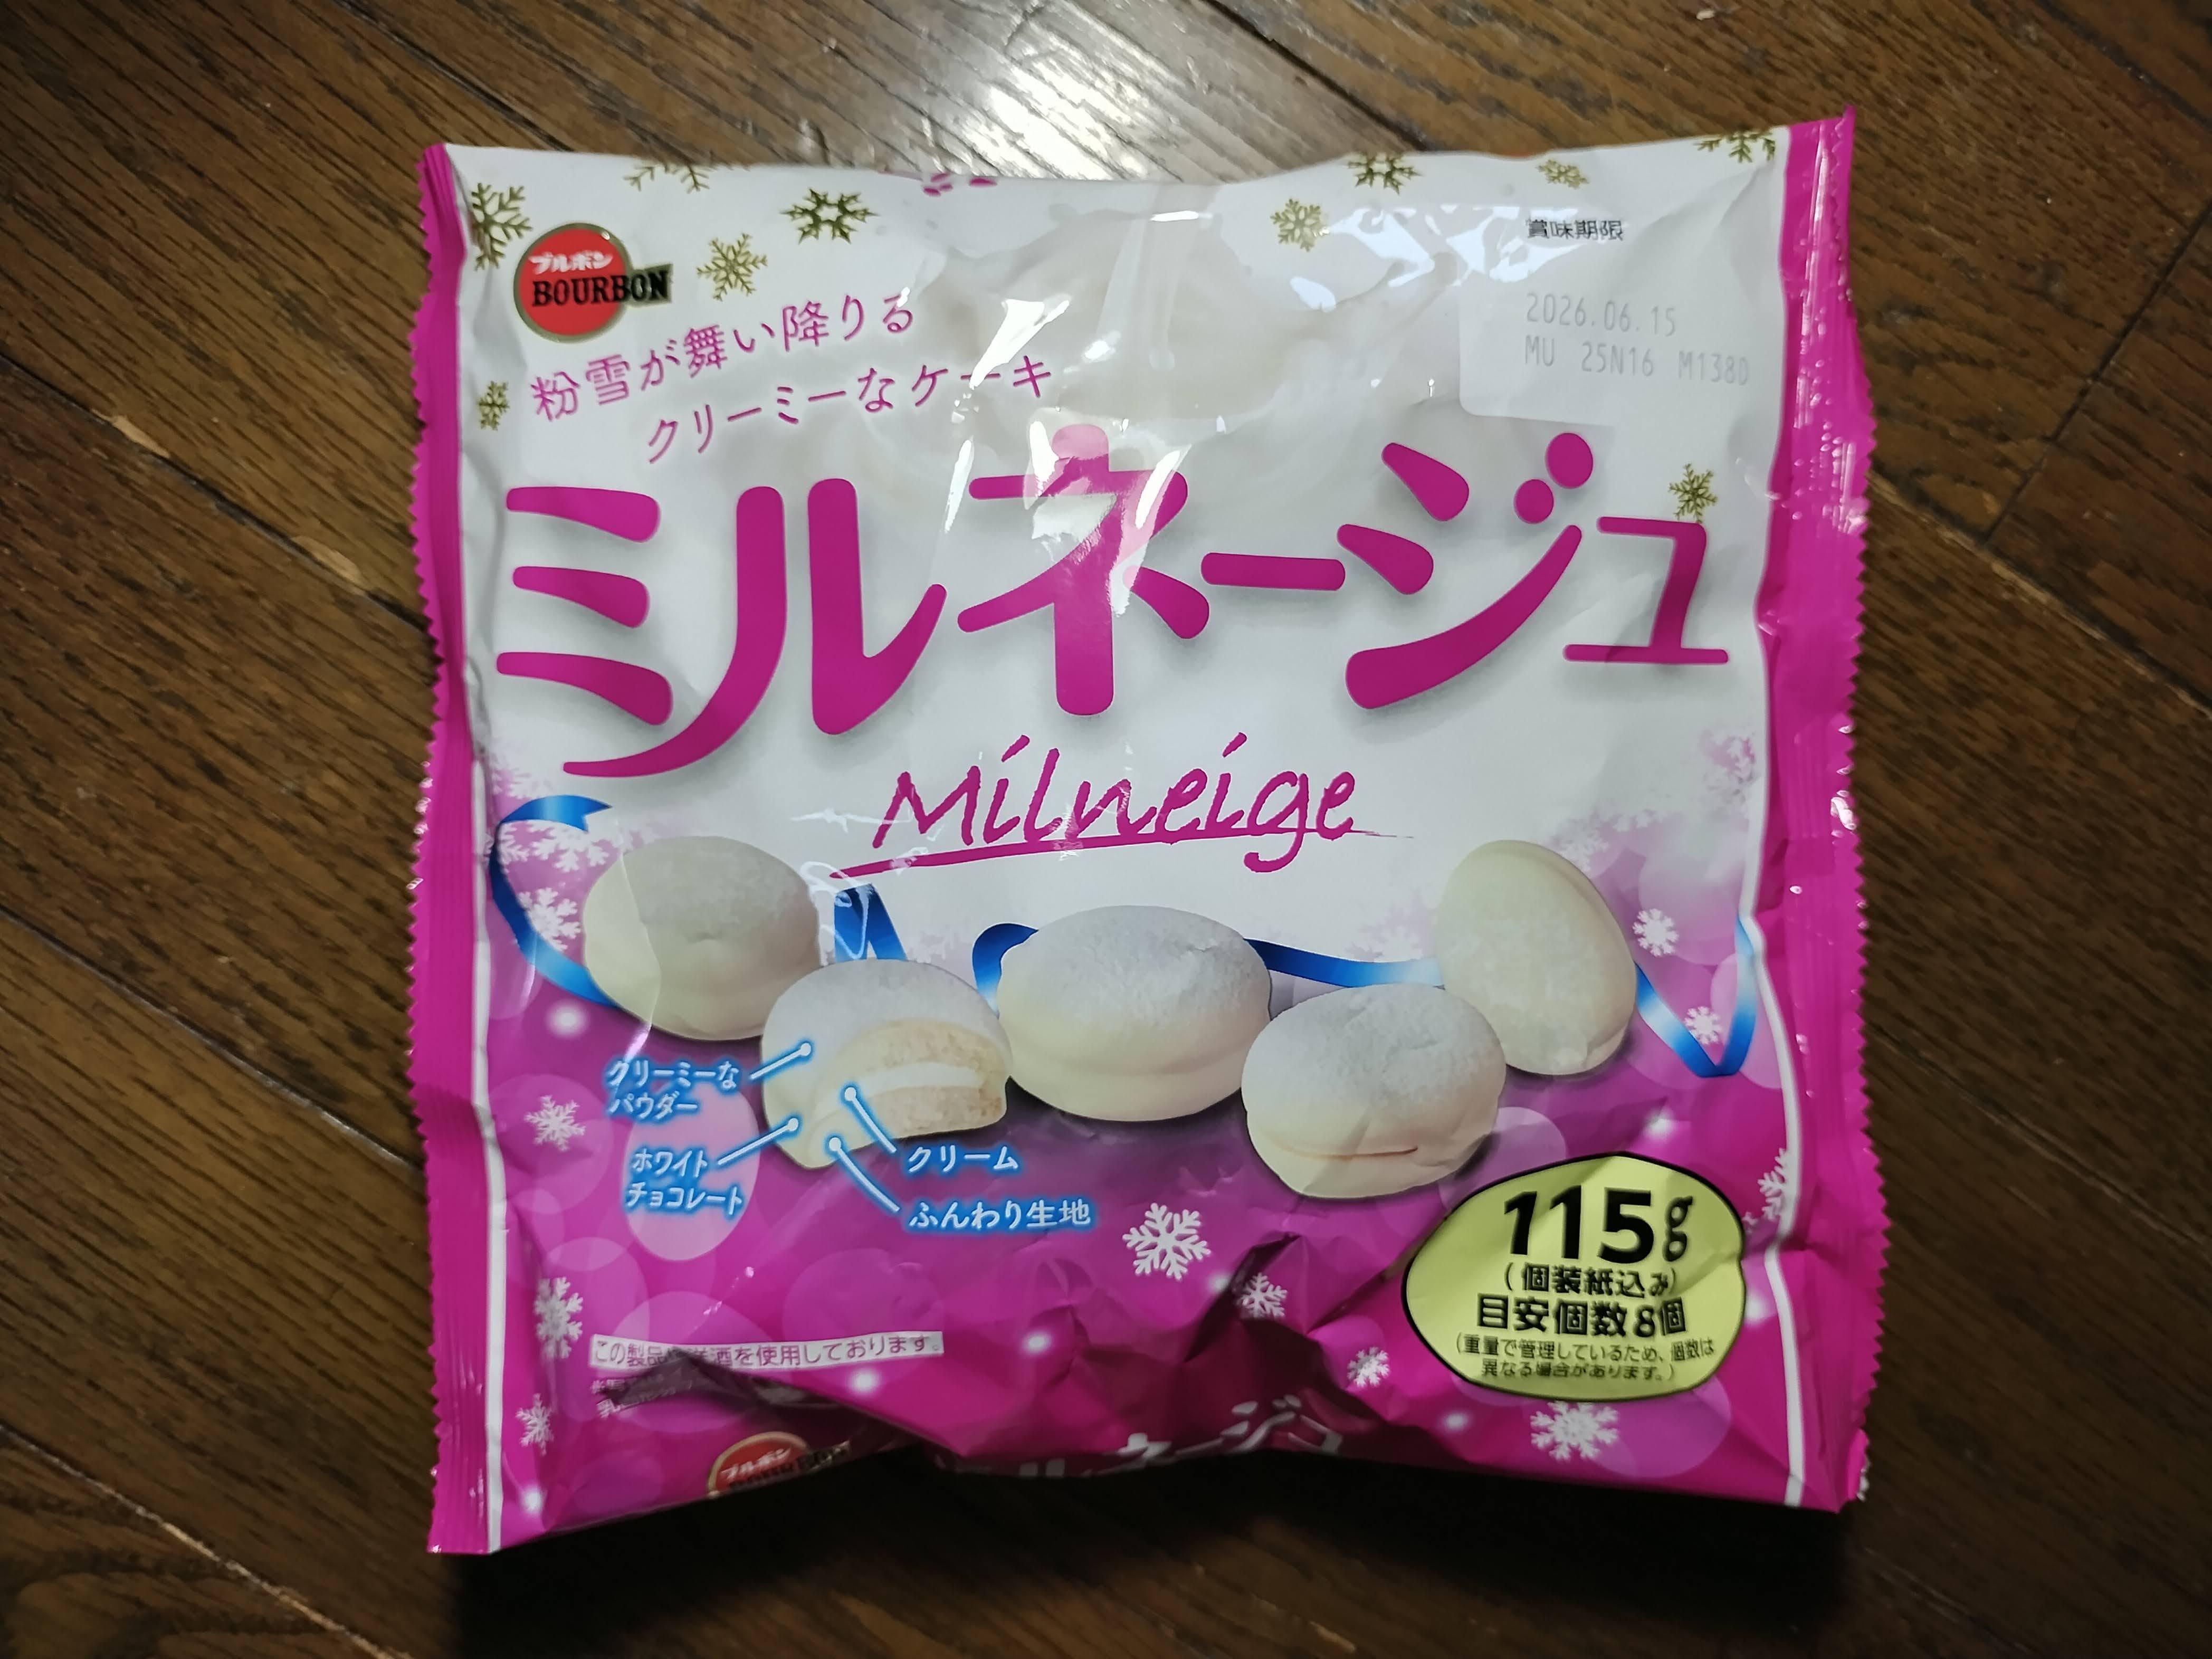 ブルボン
BOURBON
賞味期限
2026.06.15
MU 25N16 M138D
粉雪が舞い降りる
クリーミーなケーキ
ミルネージュ
Milneige
クリーミーな
パウダー
ホワイト
チョコレート
クリーム
ふんわり生地
115g
(個装紙込み)
目安個数8個
(重量で管理しているため、個数は
異なる場合があります。)
この製品 洋酒を使用しております。
ブルボン
ルネージュ